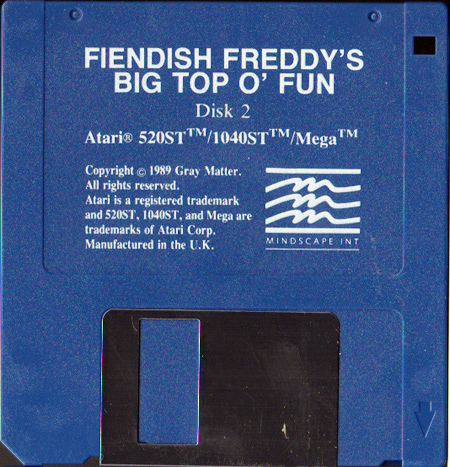 FIENDISH FREDDY'S
BIG TOP O' FUN
Disk 2
Atari® 520ST™/1040ST™/Mega™
Copyright © 1989 Gray Matter.
All rights reserved.
Atari is a registered trademark
and 520ST, 1040ST, and Mega are
trademarks of Atari Corp.
Manufactured in the U.K.
MINDSCAPE INT